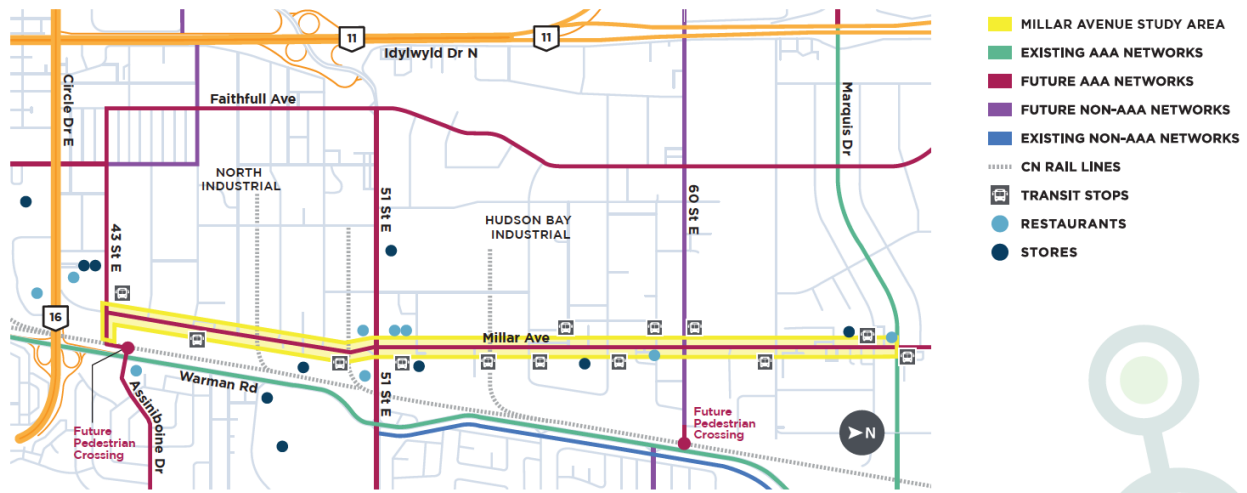 11
11
Idylwyld Dr N
Circle Dr E
Faithfull Ave
Marquis Dr
NORTH
INDUSTRIAL
51 St E
60 St E
HUDSON BAY
INDUSTRIAL
43 St E
16
Millar Ave
Warman Rd
51 St E
Assiniboine Dr
Future
Pedestrian
Crossing
Future
Pedestrian
Crossing
N
MILLAR AVENUE STUDY AREA
EXISTING AAA NETWORKS
FUTURE AAA NETWORKS
FUTURE NON-AAA NETWORKS
EXISTING NON-AAA NETWORKS
CN RAIL LINES
TRANSIT STOPS
RESTAURANTS
STORES